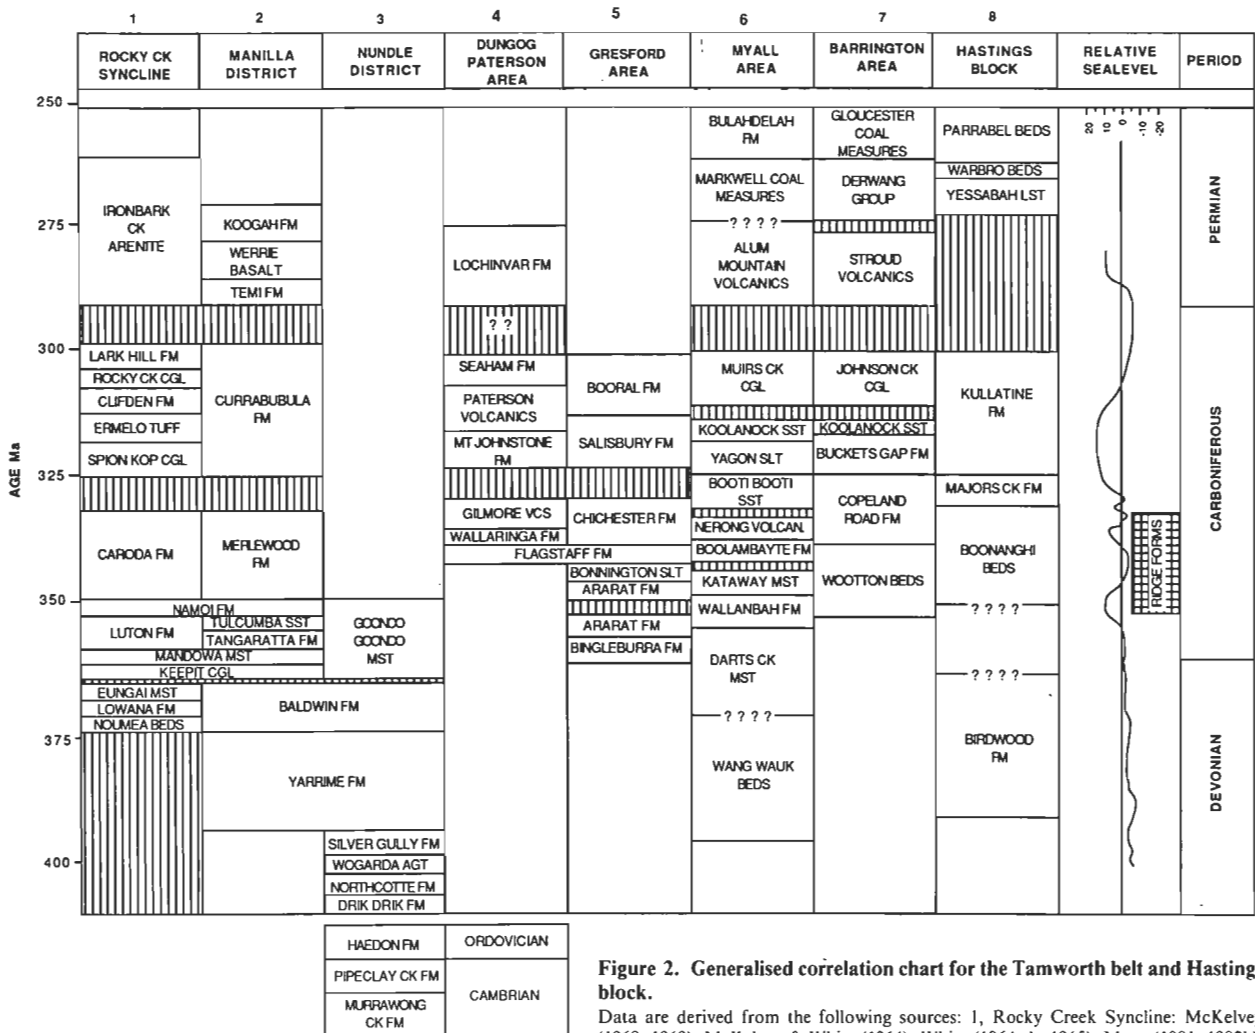 1 2 3 4 5 6 7 8
ROCKY CK
SYNCLINE
MANILLA
DISTRICT
NUNDLE
DISTRICT
DUNGOG
PATERSON
AREA
GRESFORD
AREA
MYALL
AREA
BARRINGTON
AREA
HASTINGS
BLOCK
RELATIVE
SEALEVEL
PERIOD
AGE Ma
250
275
300
325
350
375
400
IRONBARK
CK
ARENITE
LARK HILL FM
ROCKY CK CGL
CLIFDEN FM
ERMELO TUFF
SPION KOP CGL
CARODA FM
NAMOI FM
LUTON FM
MANDOWA MST
KEEPIT CGL
EUNGAI MST
LOWANA FM
NOUMEA BEDS
KOOGAH FM
WERRIE
BASALT
TEMI FM
CURRABUBULA
FM
MERLEWOOD
FM
TULCUMBA SST
TANGARATTA FM
BALDWIN FM
YARRIME FM
GOONDO
GOONDO
MST
SILVER GULLY FM
WOGARDA AGT
NORTHCOTTE FM
DRIK DRIK FM
HAEDON FM
PIPECLAY CK FM
MURRAWONG
CK FM
ORDOVICIAN
CAMBRIAN
LOCHINVAR FM
? ?
SEAHAM FM
PATERSON
VOLCANICS
MT JOHNSTONE
FM
GILMORE VCS
WALLARINGA FM
FLAGSTAFF FM
BOORAL FM
SALISBURY FM
CHICHESTER FM
BONNINGTON SLT
ARARAT FM
ARARAT FM
BINGLEBURRA FM
BULAHDELAH
FM
MARKWELL COAL
MEASURES
? ? ? ?
ALUM
MOUNTAIN
VOLCANICS
MUIRS CK
CGL
KOOLANOCK SST
YAGON SLT
BOOTI BOOTI
SST
NERONG VOLCAN.
BOOLAMBAYTE FM
KATAWAY MST
WALLANBAH FM
DARTS CK
MST
? ? ? ?
WANG WAUK
BEDS
GLOUCESTER
COAL
MEASURES
DERWANG
GROUP
STROUD
VOLCANICS
JOHNSON CK
CGL
KOOLANOCK SST
BUCKETS GAP FM
COPELAND
ROAD FM
WOOTTON BEDS
PARRABEL BEDS
WARBRO BEDS
YESSABAH LST
KULLATINE
FM
MAJORS CK FM
BOONANGHI
BEDS
? ? ? ?
? ? ? ?
BIRDWOOD
FM
20 10 0 -10 -20
RIDGE FORMS
PERMIAN
CARBONIFEROUS
DEVONIAN
Figure 2. Generalised correlation chart for the Tamworth belt and Hasting
block.
Data are derived from the following sources: 1, Rocky Creek Syncline: McKelve